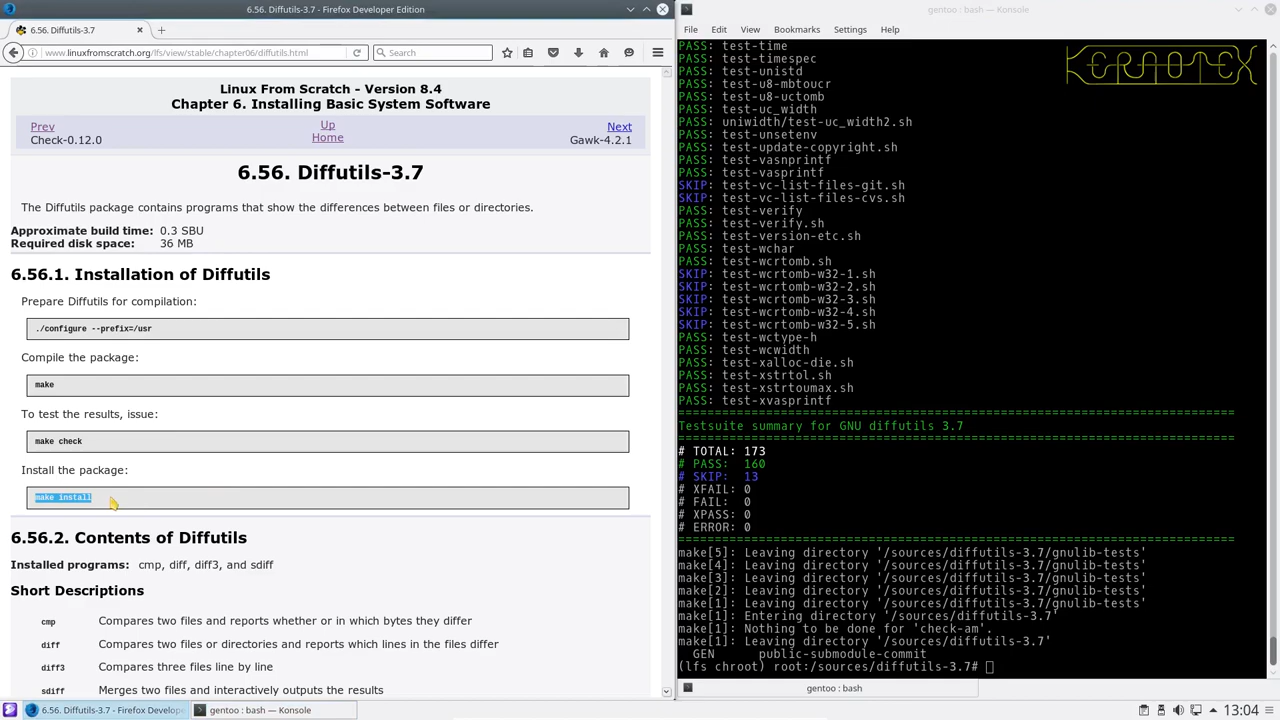 6.56. Diffutils-3.7 - Firefox Developer Edition
6.56. Diffutils-3.7
www.linuxfromscratch.org/lfs/view/stable/chapter06/diffutils.html
Search
Linux From Scratch - Version 8.4
Chapter 6. Installing Basic System Software
Prev
Up
Next
Check-0.12.0
Home
Gawk-4.2.1
6.56. Diffutils-3.7
The Diffutils package contains programs that show the differences between files or directories.
Approximate build time: 0.3 SBU
Required disk space: 36 MB
6.56.1. Installation of Diffutils
Prepare Diffutils for compilation:
./configure --prefix=/usr
Compile the package:
make
To test the results, issue:
make check
Install the package:
make install
6.56.2. Contents of Diffutils
Installed programs: cmp, diff, diff3, and sdiff
Short Descriptions
cmp Compares two files and reports whether or in which bytes they differ
diff Compares two files or directories and reports which lines in the files differ
diff3 Compares three files line by line
sdiff Merges two files and interactively outputs the results
gentoo : bash — Konsole
File Edit View Bookmarks Settings Help
KERNOTEX
PASS: test-time
PASS: test-timespec
PASS: test-unistd
PASS: test-u8-mbtoucr
PASS: test-u8-uctomb
PASS: test-uc_width
PASS: uniwidth/test-uc_width2.sh
PASS: test-unsetenv
PASS: test-update-copyright.sh
PASS: test-vasnprintf
PASS: test-vasprintf
SKIP: test-vc-list-files-git.sh
SKIP: test-vc-list-files-cvs.sh
PASS: test-verify
PASS: test-verify.sh
PASS: test-version-etc.sh
PASS: test-wchar
PASS: test-wcrtomb.sh
SKIP: test-wcrtomb-w32-1.sh
SKIP: test-wcrtomb-w32-2.sh
SKIP: test-wcrtomb-w32-3.sh
SKIP: test-wcrtomb-w32-4.sh
SKIP: test-wcrtomb-w32-5.sh
PASS: test-wctype-h
PASS: test-wcwidth
PASS: test-xalloc-die.sh
PASS: test-xstrtol.sh
PASS: test-xstrtoumax.sh
PASS: test-xvasprintf
============================================================================
Testsuite summary for GNU diffutils 3.7
============================================================================
# TOTAL: 173
# PASS: 160
# SKIP: 13
# XFAIL: 0
# FAIL: 0
# XPASS: 0
# ERROR: 0
============================================================================
make[5]: Leaving directory '/sources/diffutils-3.7/gnulib-tests'
make[4]: Leaving directory '/sources/diffutils-3.7/gnulib-tests'
make[3]: Leaving directory '/sources/diffutils-3.7/gnulib-tests'
make[2]: Leaving directory '/sources/diffutils-3.7/gnulib-tests'
make[1]: Leaving directory '/sources/diffutils-3.7/gnulib-tests'
make[1]: Entering directory '/sources/diffutils-3.7'
make[1]: Nothing to be done for 'check-am'.
make[1]: Leaving directory '/sources/diffutils-3.7'
GEN public-submodule-commit
(lfs chroot) root:/sources/diffutils-3.7#
gentoo : bash
6.56. Diffutils-3.7 - Firefox Develope
gentoo : bash — Konsole
13:04